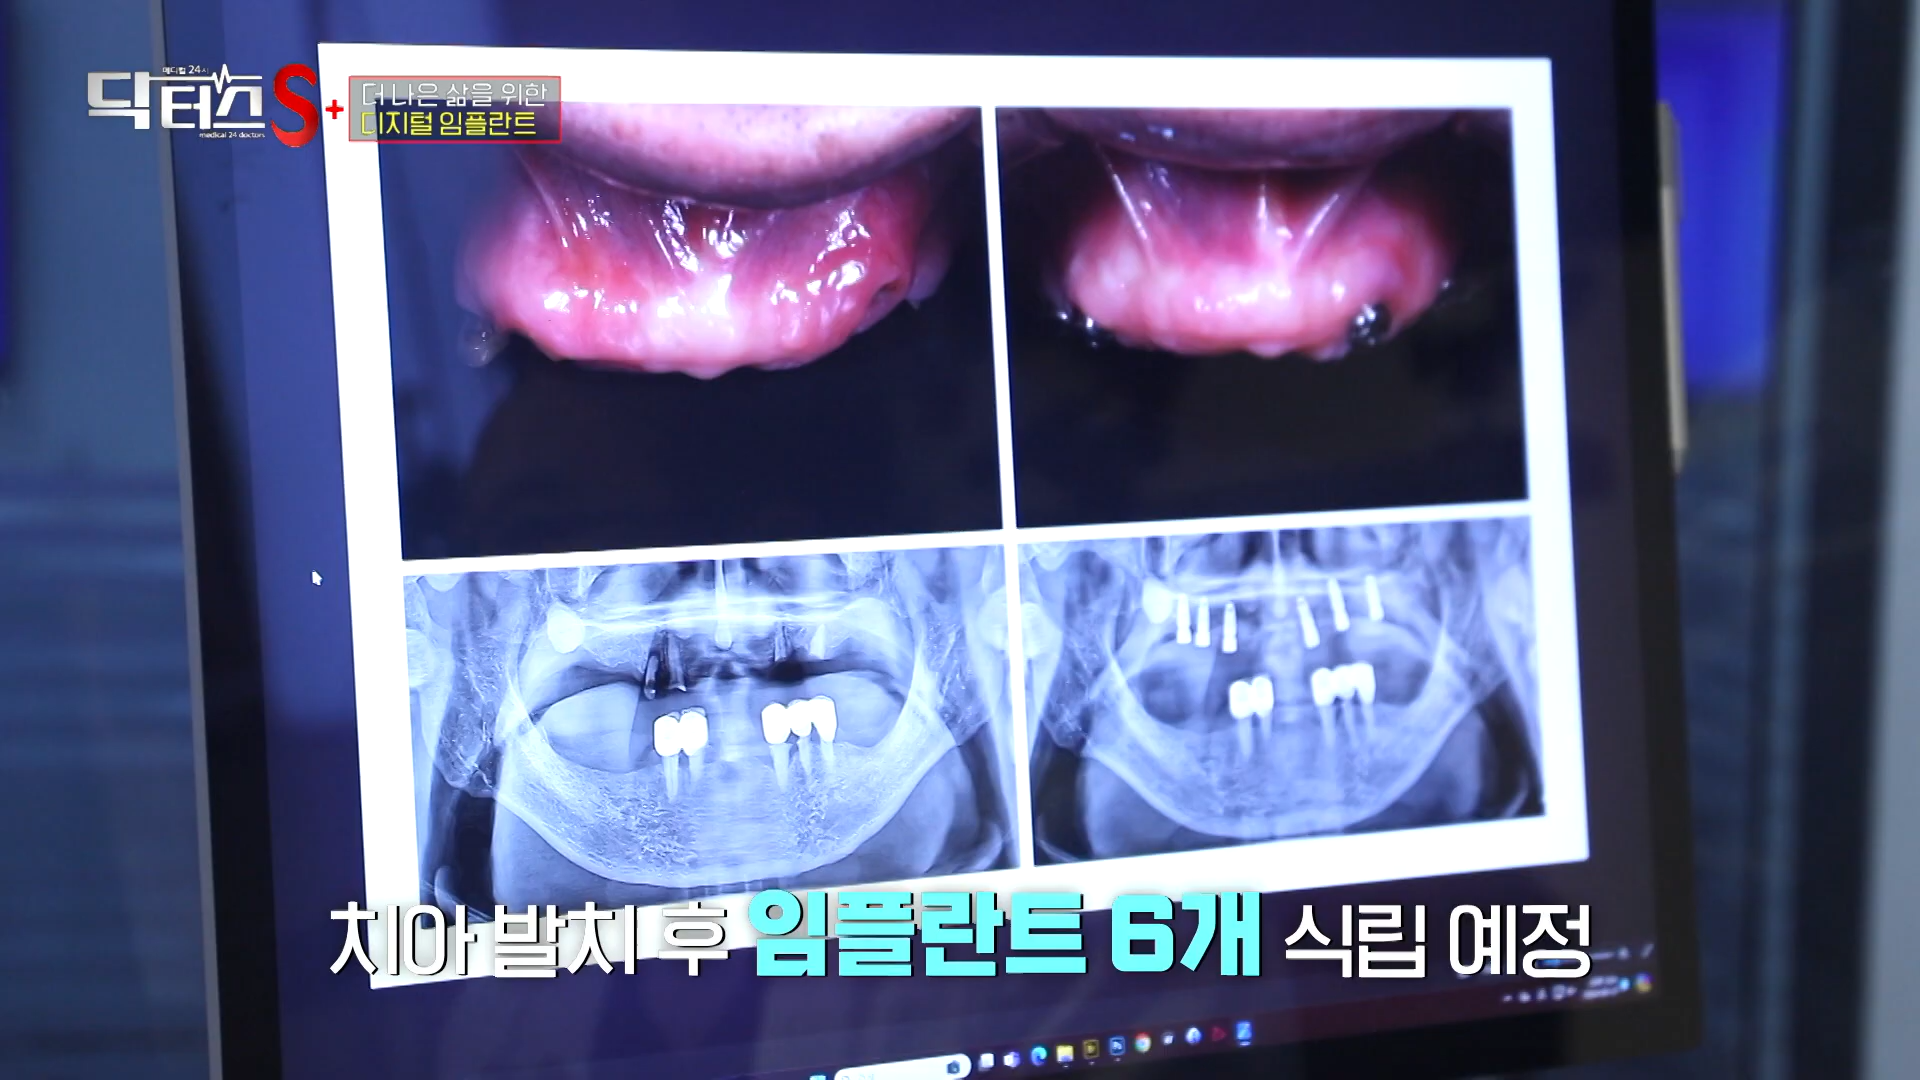 메디컬 24시
닥터스 S
medical 24 doctors
+
더 나은 삶을 위한
디지털 임플란트
치아 발치 후 임플란트 6개 식립 예정